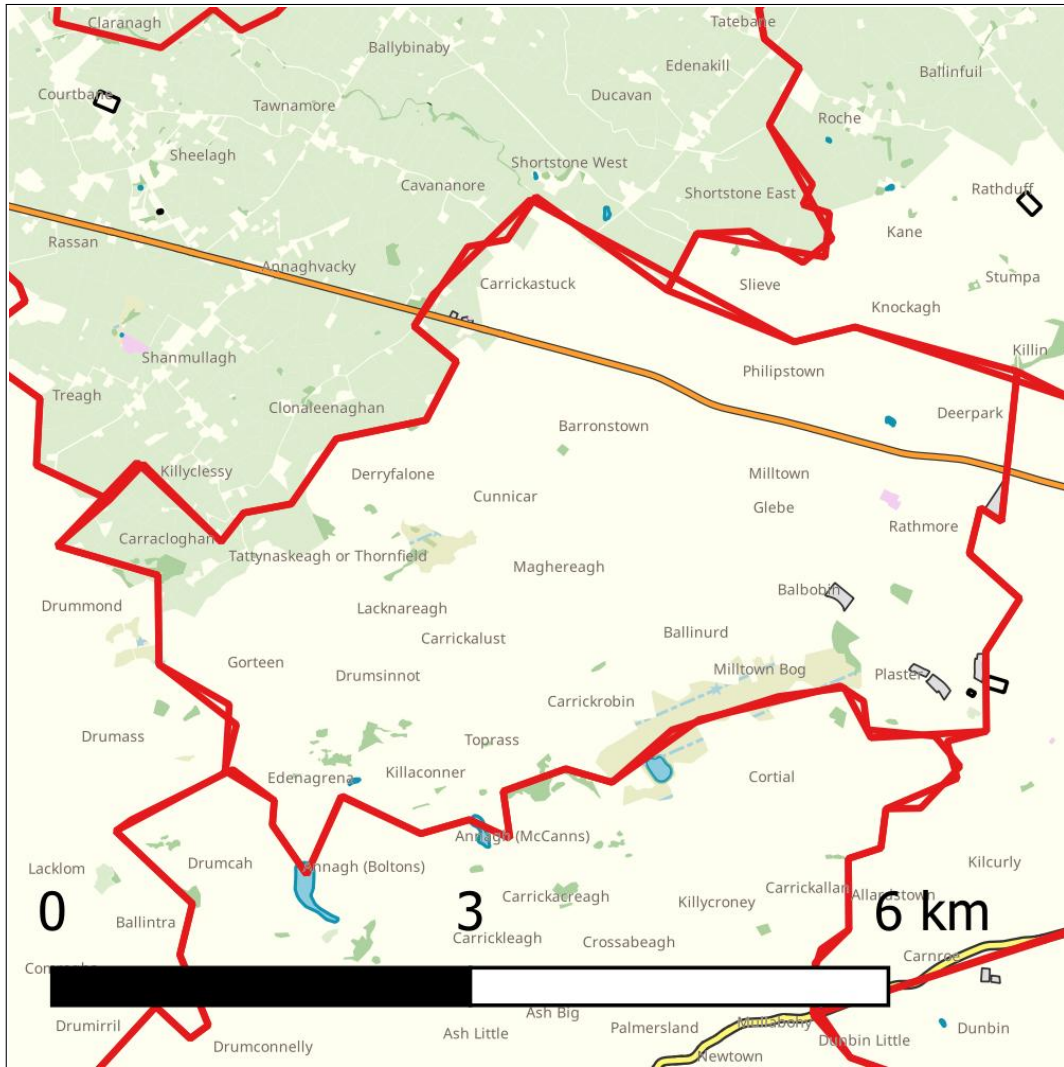 Claranagh
Tatebane
Ballybinaby
Edenakill
Ballinfuil
Courtbane
Ducavan
Tawnamore
Roche
Sheelagh
Shortstone West
Cavananore
Shortstone East
Rathduff
Rassan
Kane
Annaghvacky
Carrickastuck
Slieve
Stumpa
Knockagh
Shanmullagh
Killin
Philipstown
Treagh
Clonaleenaghan
Deerpark
Barronstown
Killyclessy
Derryfalone
Milltown
Cunnicar
Glebe
Rathmore
Carracloghan
Tattynaskeagh or Thornfield
Maghereagh
Balbobin
Drummond
Lacknareagh
Carrickalust
Ballinurd
Gorteen
Drumsinnot
Milltown Bog
Plaster
Carrickrobin
Drumass
Toprass
Edenagrena
Killaconner
Cortial
Annagh (McCanns)
Lacklom
Drumcah
Annagh (Boltons)
Kilcurly
Carrickacreagh
Killycroney
Carrickallan
Allardstown
0
3
6 km
Ballintra
Carrickleagh
Crossabeagh
Carnroe
Ash Big
Drumirril
Ash Little
Palmersland
Mullabohy
Dunbin
Drumconnelly
Newtown
Dunbin Little